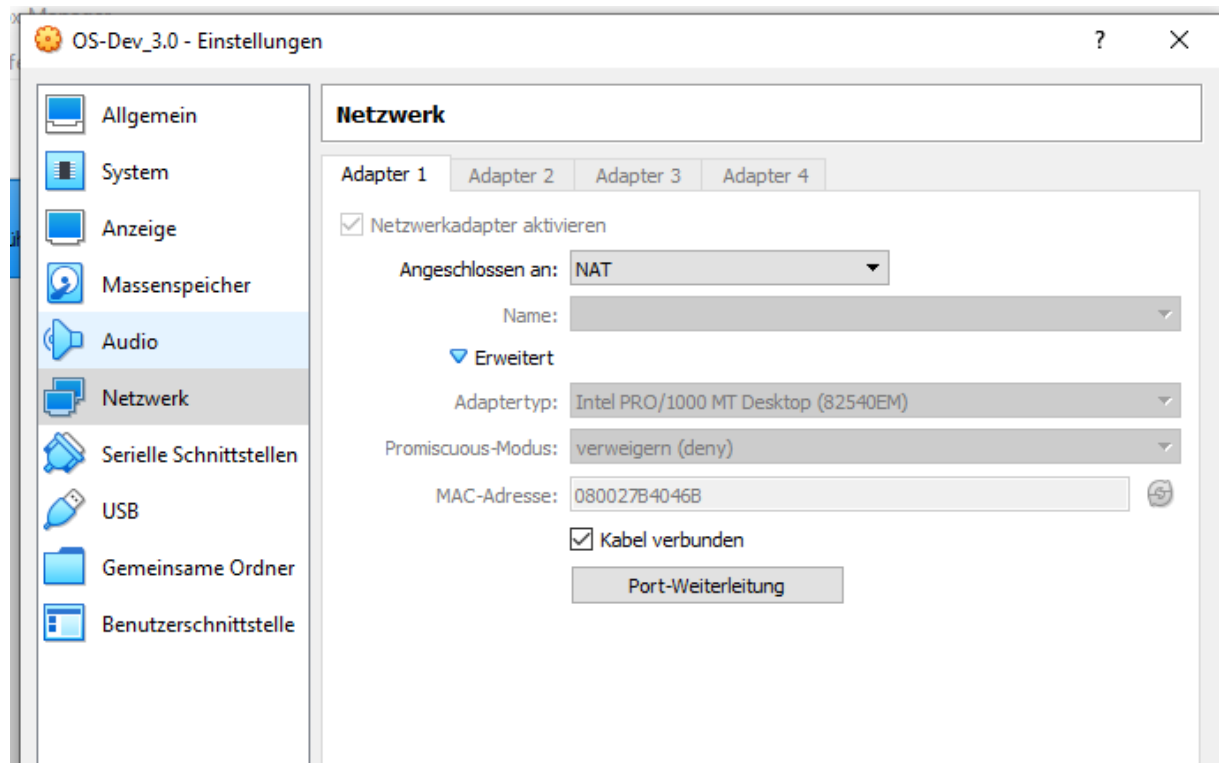 x Manager
OS-Dev_3.0 - Einstellungen ? ×
Allgemein
System
Anzeige
Massenspeicher
Audio
Netzwerk
Serielle Schnittstellen
USB
Gemeinsame Ordner
Benutzerschnittstelle
Netzwerk
Adapter 1 Adapter 2 Adapter 3 Adapter 4
Netzwerkadapter aktivieren
Angeschlossen an: NAT
Name:
Erweitert
Adaptertyp: Intel PRO/1000 MT Desktop (82540EM)
Promiscuous-Modus: verweigern (deny)
MAC-Adresse: 080027B4046B
Kabel verbunden
Port-Weiterleitung